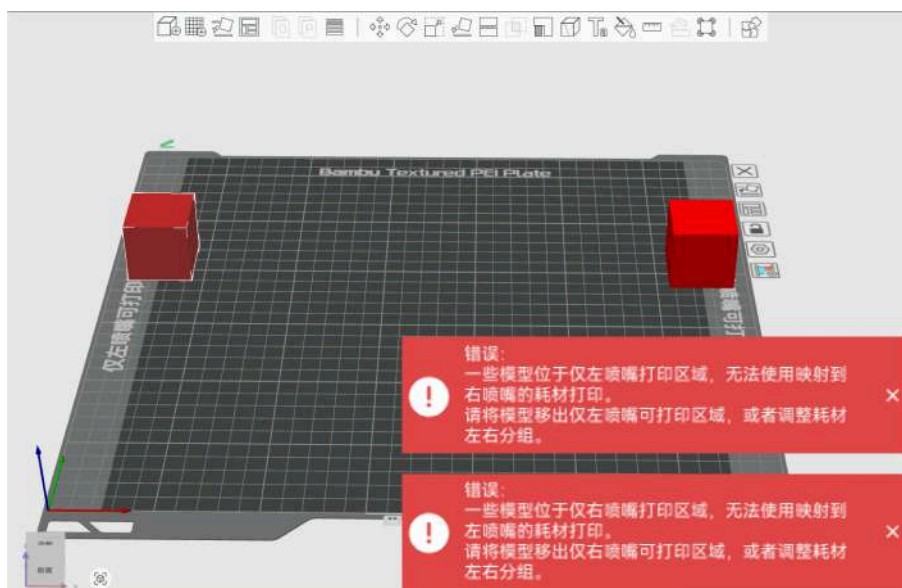 Bambu Textured PEI Plate
仅左喷嘴可打印
错误:
一些模型位于仅左喷嘴打印区域，无法使用映射到
右喷嘴的耗材打印。
请将模型移出仅左喷嘴可打印区域，或者调整耗材
左右分组。
错误:
一些模型位于仅右喷嘴打印区域，无法使用映射到
左喷嘴的耗材打印。
请将模型移出仅右喷嘴可打印区域，或者调整耗材
左右分组。